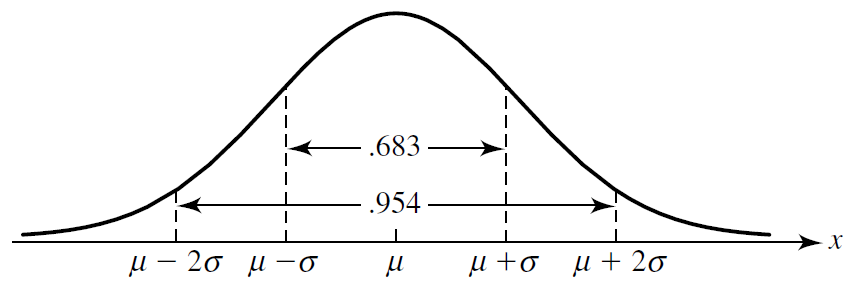 .683
.954
x
μ − 2σ μ − σ μ μ + σ μ + 2σ